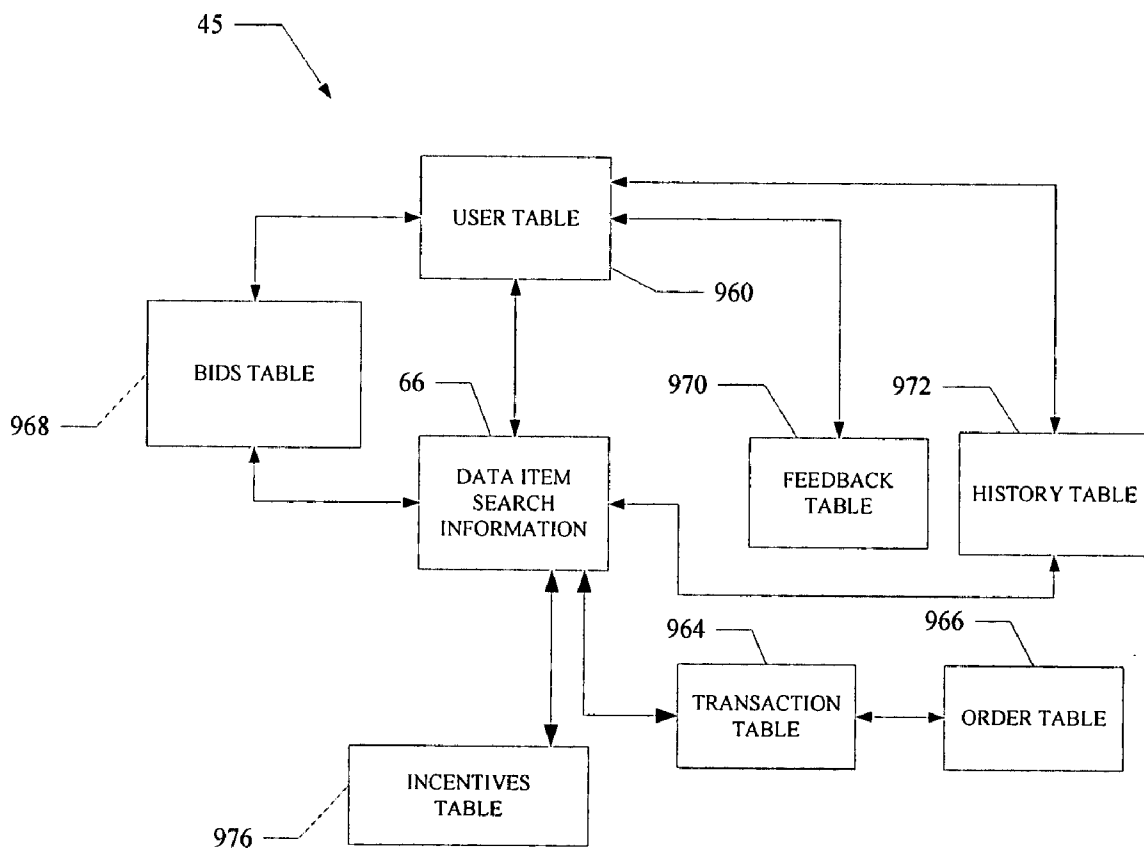 45
USER TABLE
960
BIDS TABLE
968
66
970
972
DATA ITEM
SEARCH
INFORMATION
FEEDBACK
TABLE
HISTORY TABLE
964
966
TRANSACTION
TABLE
ORDER TABLE
INCENTIVES
TABLE
976